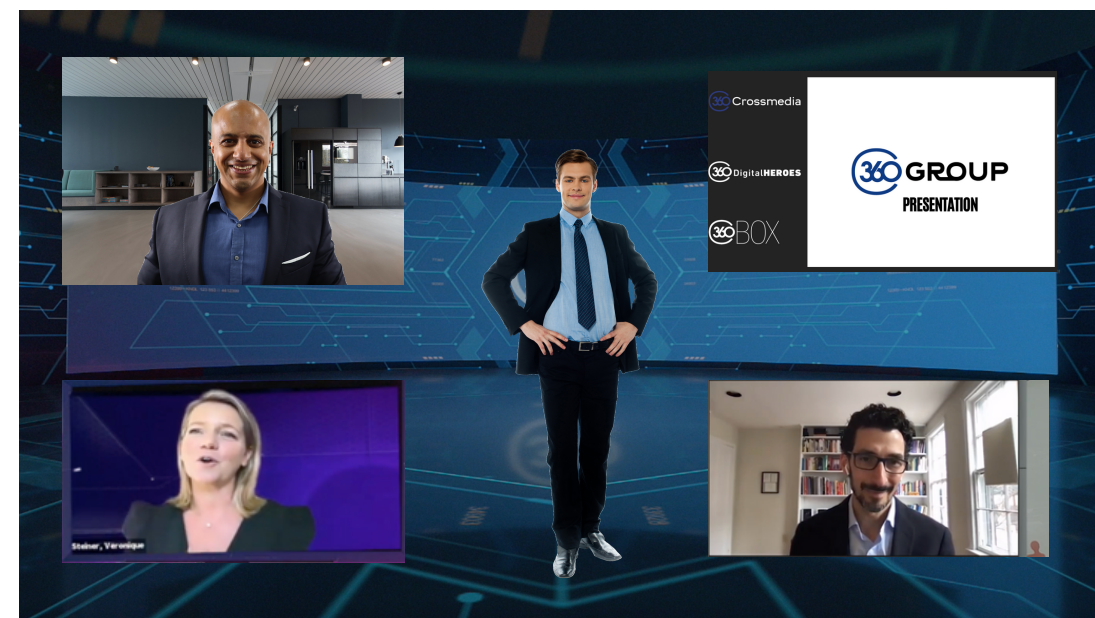 360 Crossmedia
360 DigitalHEROES
360 BOX
360 GROUP
PRESENTATION
Steiner, Veronique